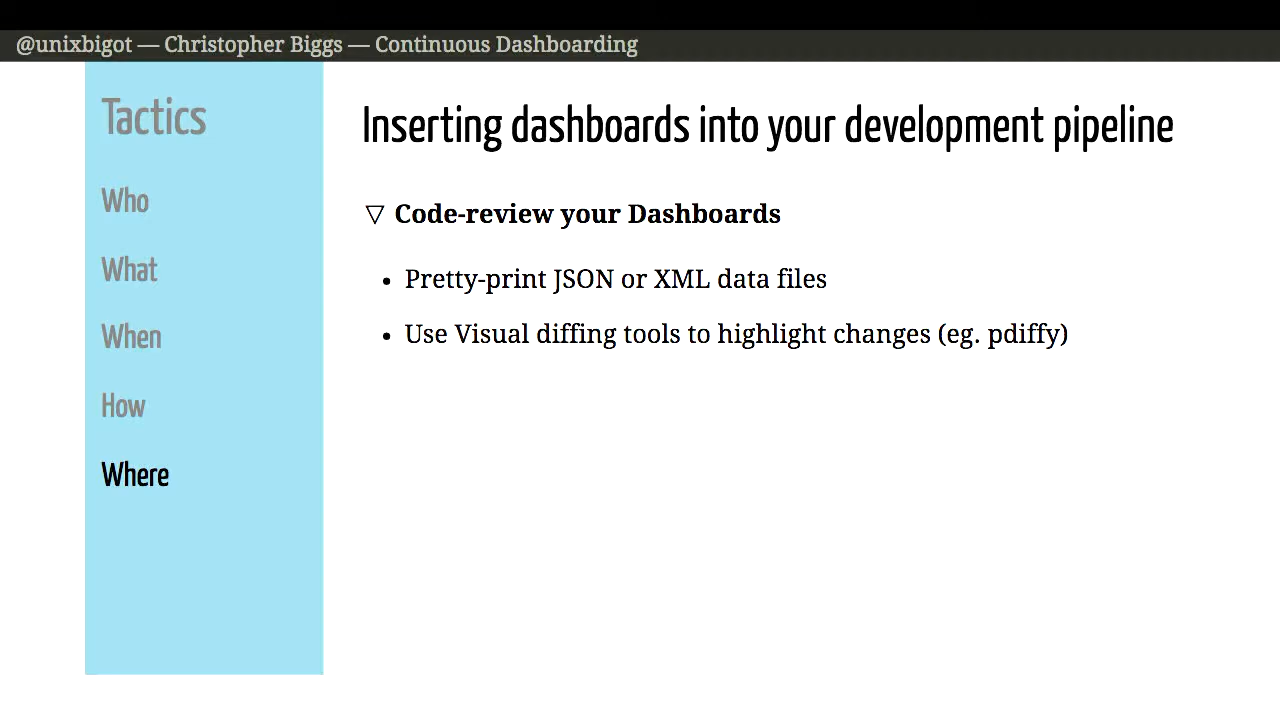 @unixbigot — Christopher Biggs — Continuous Dashboarding
Tactics
Who
What
When
How
Where
Inserting dashboards into your development pipeline
▽ Code-review your Dashboards
• Pretty-print JSON or XML data files
• Use Visual diffing tools to highlight changes (eg. pdiffy)